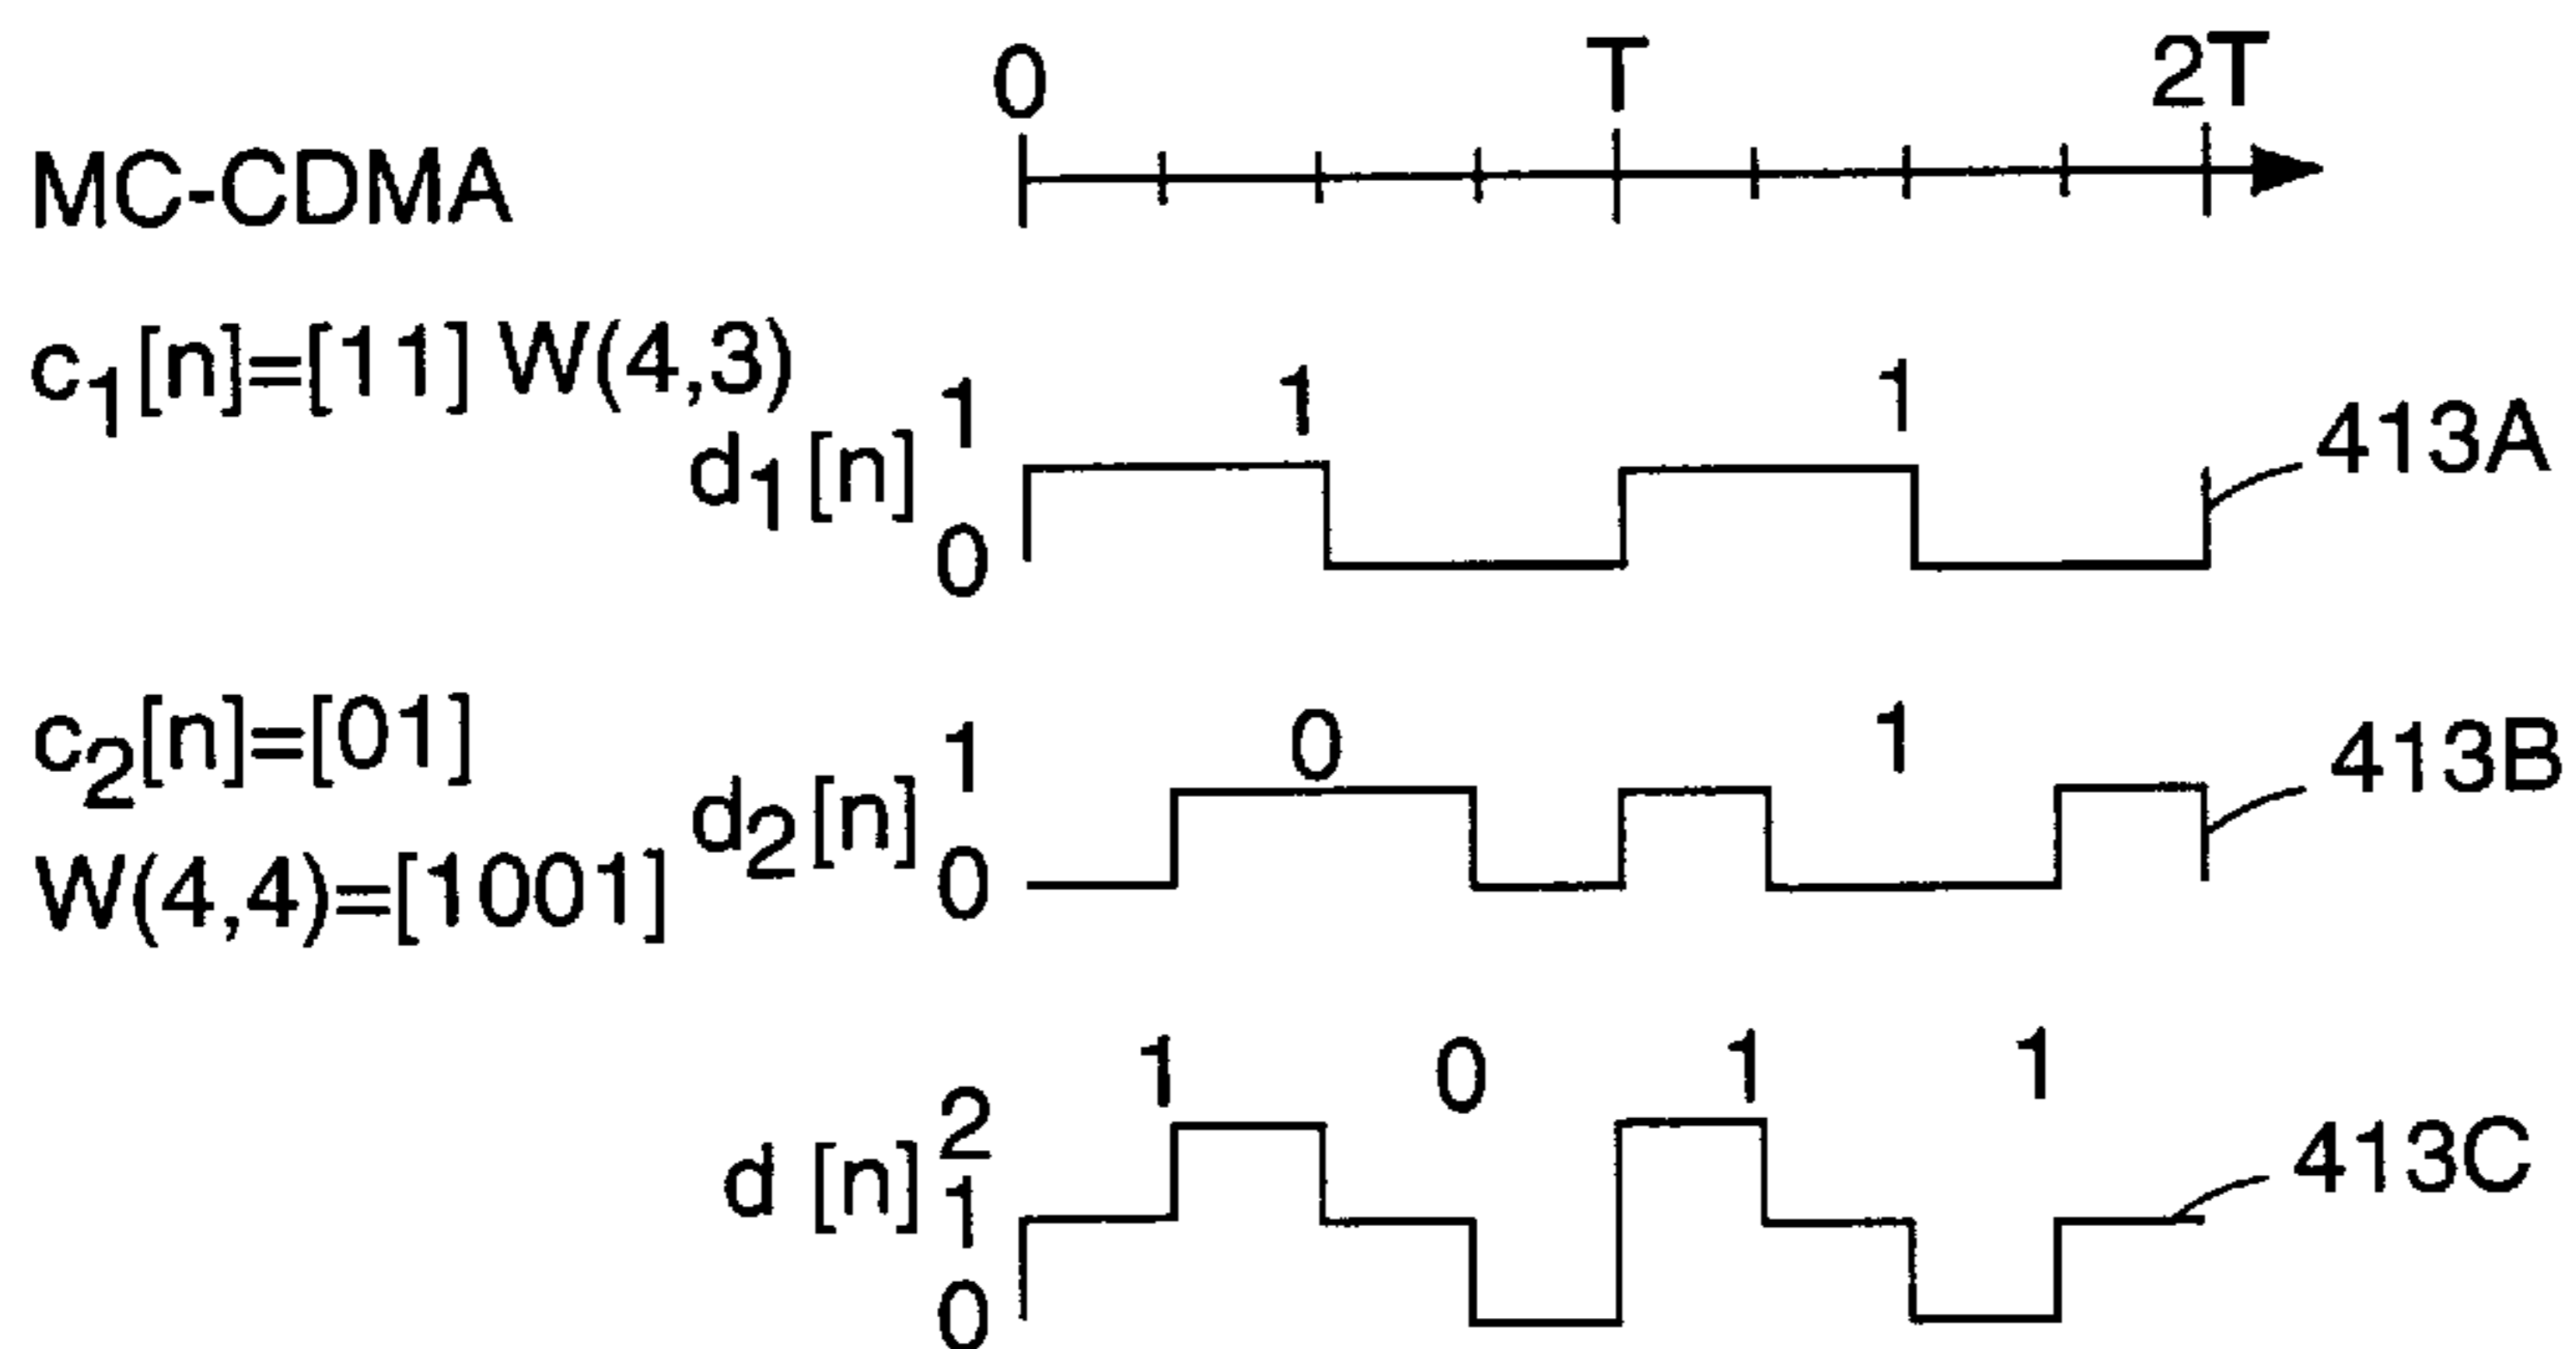 0 T 2T
MC-CDMA
c1[n]=[11] W(4,3)
1 1 1 413A
d1[n]
0
c2[n]=[01]
1 0 1 413B
d2[n]
W(4,4)=[1001] 0
1 0 1 1
2 413C
d [n]
1
0